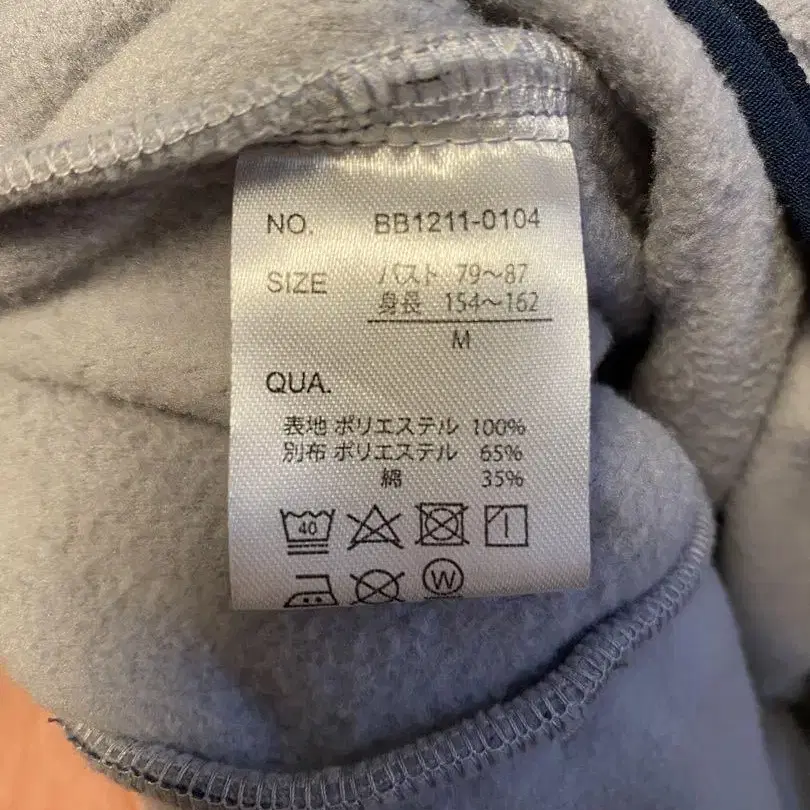 NO. BB1211-0104
SIZE バスト 79〜87
身長 154〜162
M
QUA.
表地 ポリエステル 100%
別布 ポリエステル 65%
綿 35%
40
W